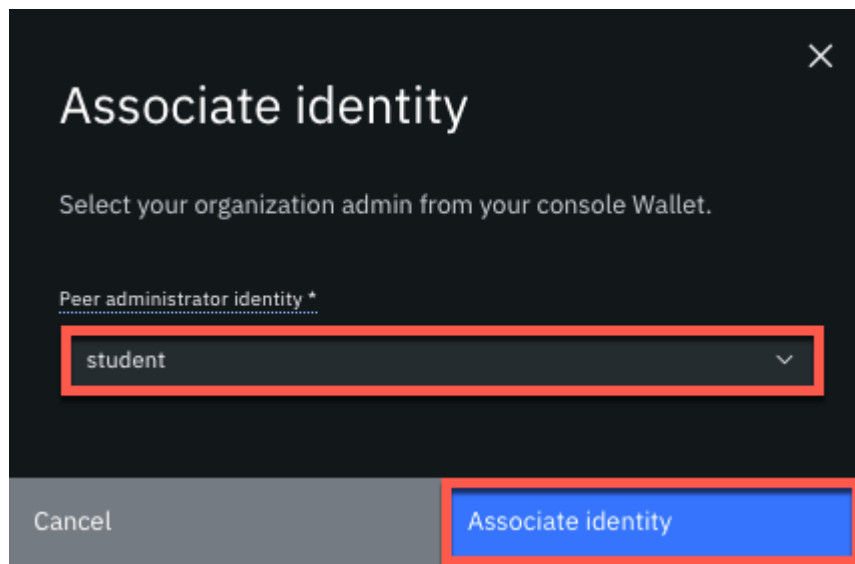 Associate identity
Select your organization admin from your console Wallet.
Peer administrator identity *
student
Cancel
Associate identity